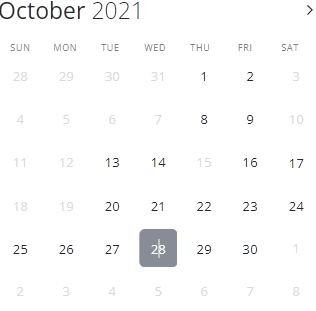 October 2021
SUN MON TUE WED THU FRI SAT
28 29 30 31 1 2 3
4 5 6 7 8 9 10
11 12 13 14 15 16 17
18 19 20 21 22 23 24
25 26 27 28 29 30 1
2 3 4 5 6 7 8